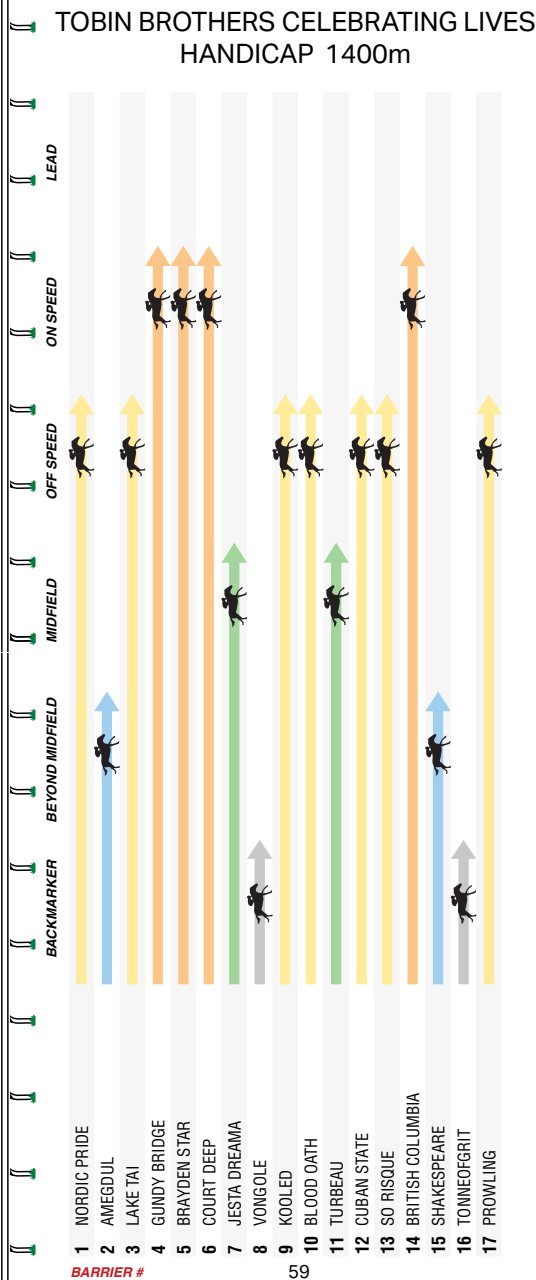 TOBIN BROTHERS CELEBRATING LIVES
HANDICAP 1400m
LEAD
ON SPEED
OFF SPEED
MIDFIELD
BEYOND MIDFIELD
BACKMARKER
1 NORDIC PRIDE
2 AMEGDUL
3 LAKE TAI
4 GUNDY BRIDGE
5 BRAYDEN STAR
6 COURT DEEP
7 JESTA DREAMA
8 VONGOLE
9 KOOLED
10 BLOOD OATH
11 TURBEAU
12 CUBAN STATE
13 SO RISQUE
14 BRITISH COLUMBIA
15 SHAKESPEARE
16 TONNEOFGRIT
17 PROWLING
BARRIER #
59